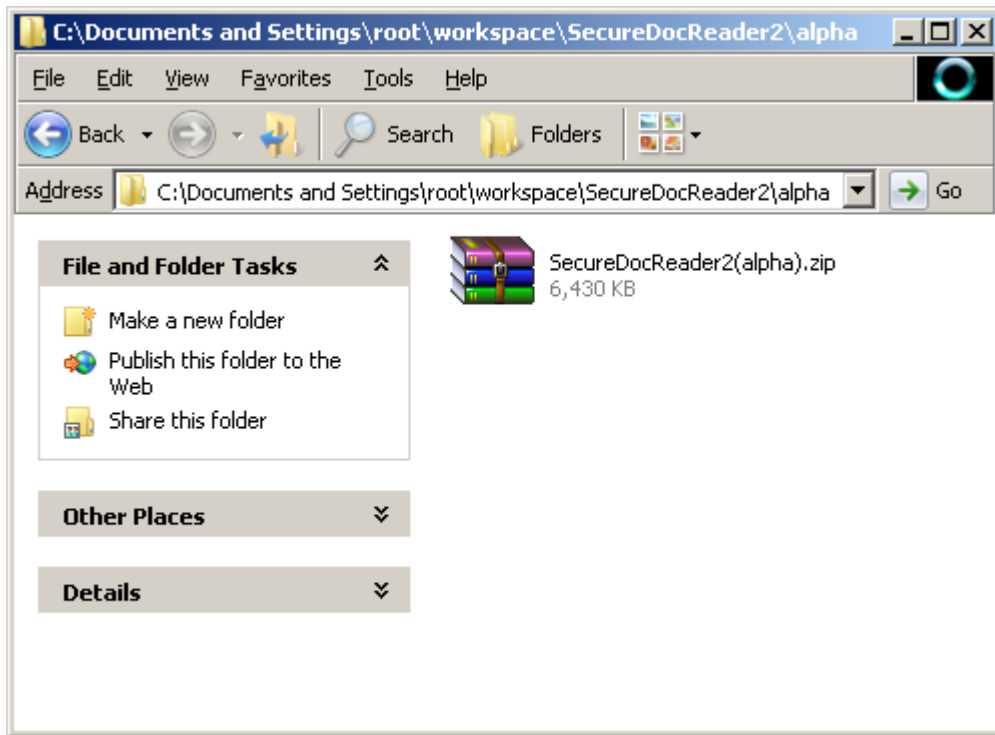 C:\Documents and Settings\root\workspace\SecureDocReader2\alpha
File Edit View Favorites Tools Help
Back Search Folders
Address C:\Documents and Settings\root\workspace\SecureDocReader2\alpha Go
File and Folder Tasks
Make a new folder
Publish this folder to the
Web
Share this folder
Other Places
Details
SecureDocReader2(alpha).zip
6,430 KB